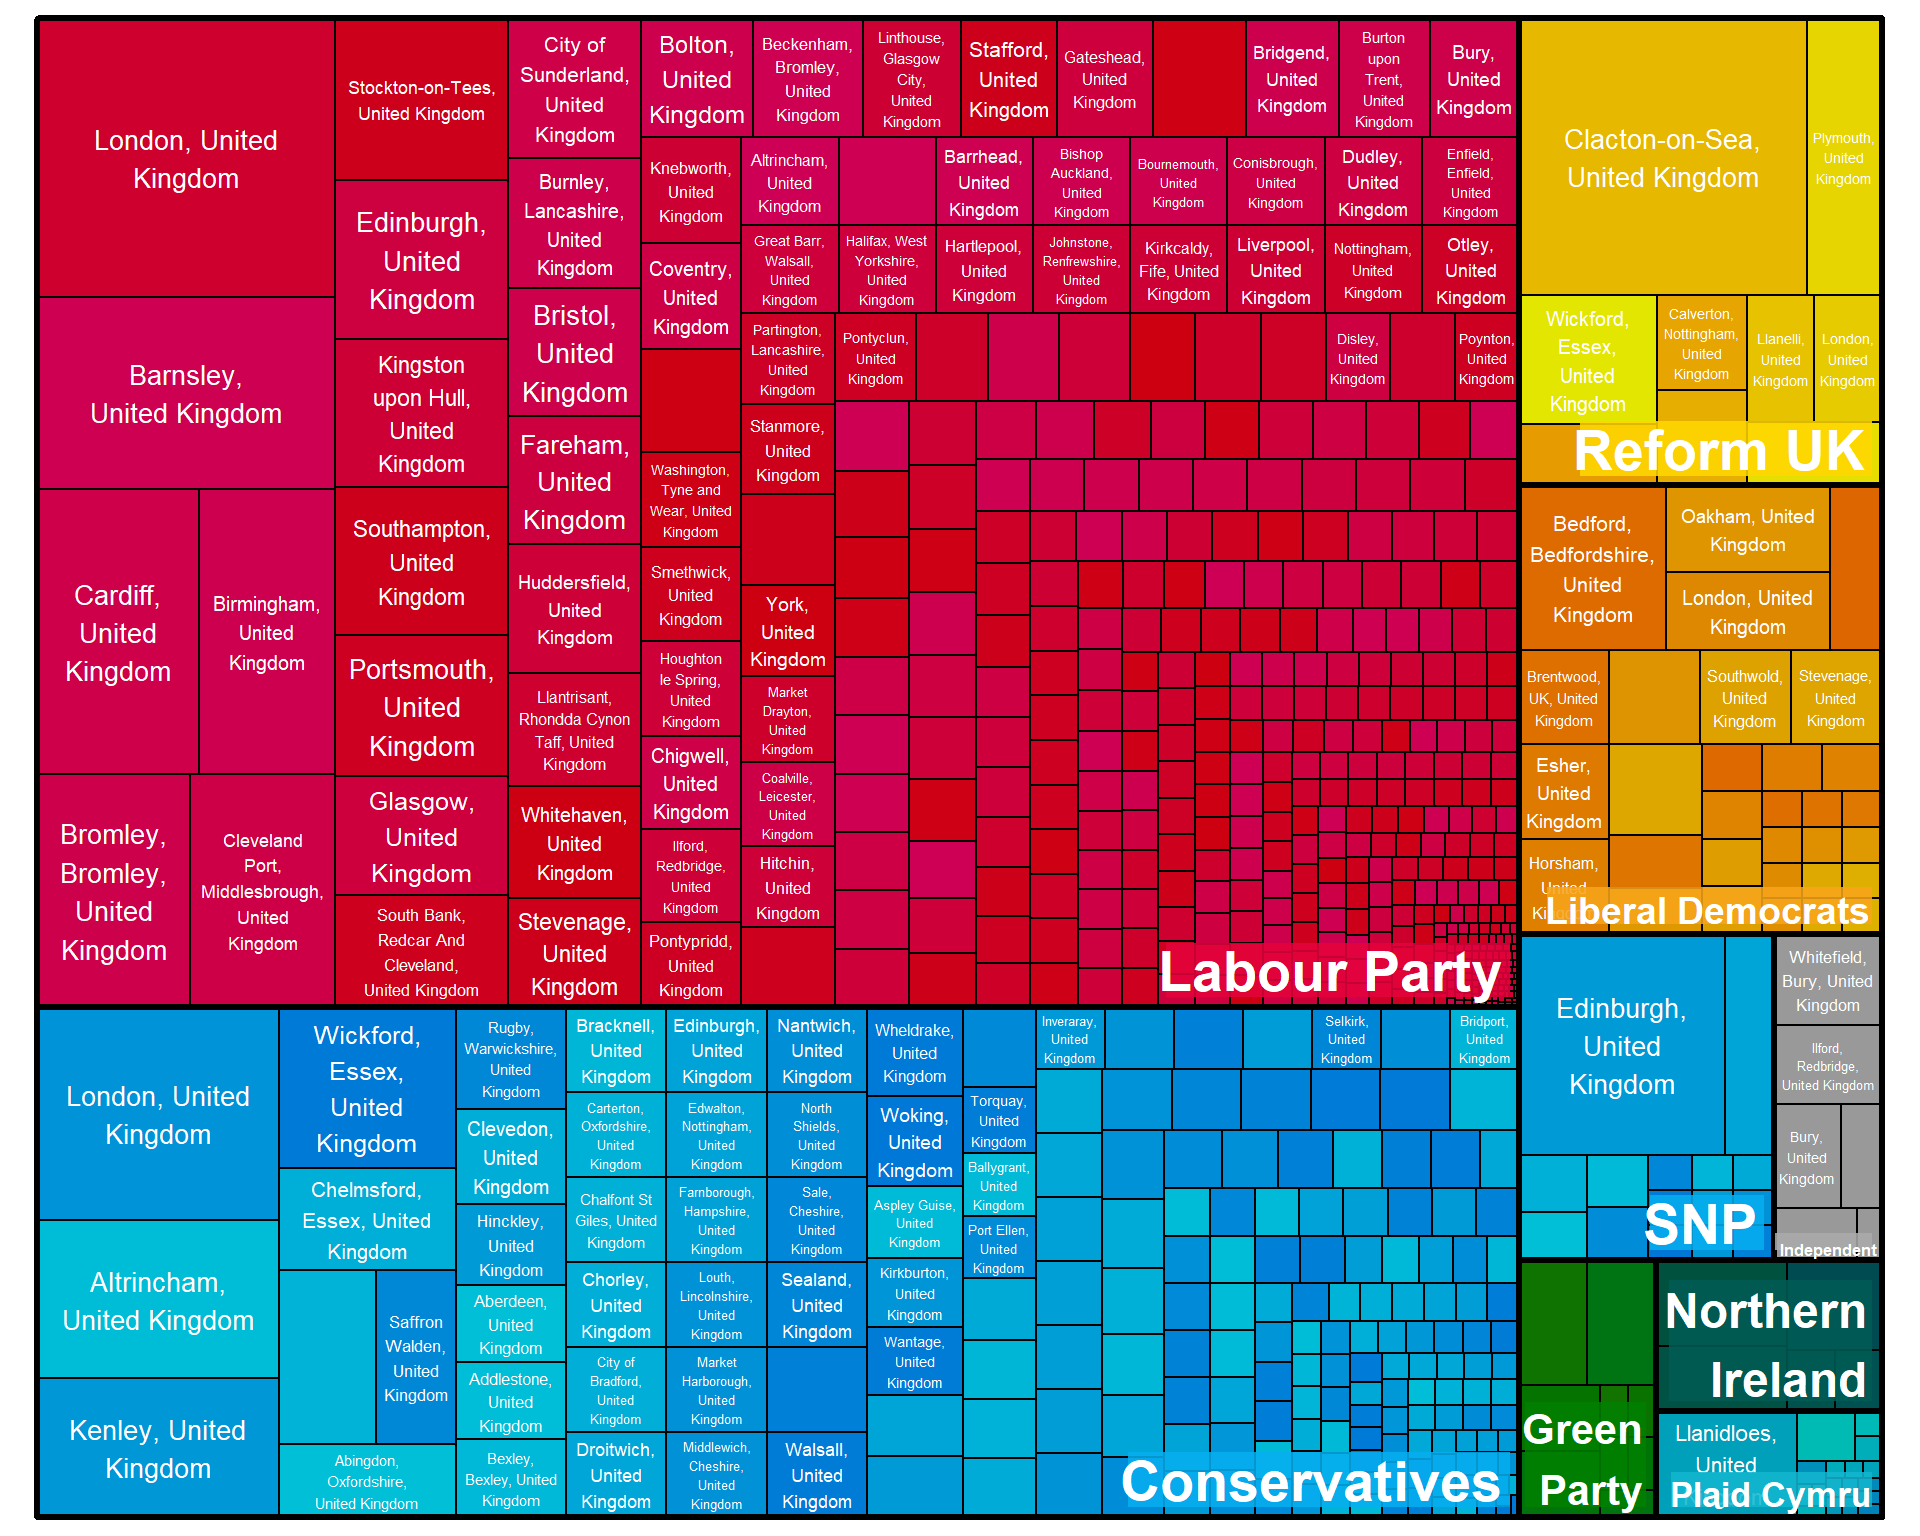 London, United
Kingdom
Barnsley,
United Kingdom
Cardiff,
United
Kingdom
Birmingham,
United
Kingdom
Bromley,
Bromley,
United
Kingdom
Cleveland
Port,
Middlesbrough,
United
Kingdom
Stockton-on-Tees,
United Kingdom
Edinburgh,
United
Kingdom
Kingston
upon Hull,
United
Kingdom
Southampton,
United
Kingdom
Portsmouth,
United
Kingdom
Glasgow,
United
Kingdom
South Bank,
Redcar And
Cleveland,
United Kingdom
City of
Sunderland,
United
Kingdom
Burnley,
Lancashire,
United
Kingdom
Bristol,
United
Kingdom
Fareham,
United
Kingdom
Huddersfield,
United
Kingdom
Llantrisant,
Rhondda Cynon
Taff, United
Kingdom
Whitehaven,
United
Kingdom
Stevenage,
United
Kingdom
Bolton,
United
Kingdom
Beckenham,
Bromley,
United
Kingdom
Linthouse,
Glasgow
City,
United
Kingdom
Stafford,
United
Kingdom
Gateshead,
United
Kingdom
Bridgend,
United
Kingdom
Burton
upon
Trent,
United
Kingdom
Bury,
United
Kingdom
Knebworth,
United
Kingdom
Coventry,
United
Kingdom
Washington,
Tyne and
Wear, United
Kingdom
Smethwick,
United
Kingdom
Houghton
le Spring,
United
Kingdom
Chigwell,
United
Kingdom
Ilford,
Redbridge,
United
Kingdom
Pontypridd,
United
Kingdom
Altrincham,
United
Kingdom
Barrhead,
United
Kingdom
Bishop
Auckland,
United
Kingdom
Bournemouth,
United
Kingdom
Conisbrough,
United
Kingdom
Dudley,
United
Kingdom
Enfield,
Enfield,
United
Kingdom
Great Barr,
Walsall,
United
Kingdom
Halifax, West
Yorkshire,
United
Kingdom
Hartlepool,
United
Kingdom
Johnstone,
Renfrewshire,
United
Kingdom
Kirkcaldy,
Fife, United
Kingdom
Liverpool,
United
Kingdom
Nottingham,
United
Kingdom
Otley, United
Kingdom
Partington,
Lancashire,
United
Kingdom
Pontyclun,
United
Kingdom
Disley,
United
Kingdom
Poynton,
United
Kingdom
Stanmore,
United
Kingdom
York,
United
Kingdom
Market
Drayton,
United
Kingdom
Coalville,
Leicester,
United
Kingdom
Hitchin,
United
Kingdom
Labour Party
Clacton-on-Sea,
United Kingdom
Plymouth,
United
Kingdom
Wickford,
Essex,
United
Kingdom
Calverton,
Nottingham,
United
Kingdom
Llanelli,
United
Kingdom
London,
United
Kingdom
Reform UK
Bedford,
Bedfordshire,
United
Kingdom
Oakham, United
Kingdom
London, United
Kingdom
Brentwood,
UK, United
Kingdom
Southwold,
United
Kingdom
Stevenage,
United
Kingdom
Esher,
United
Kingdom
Horsham,
United
Liberal Democrats
London, United
Kingdom
Altrincham,
United Kingdom
Kenley, United
Kingdom
Wickford,
Essex,
United
Kingdom
Chelmsford,
Essex, United
Kingdom
Saffron
Walden,
United
Kingdom
Abingdon,
Oxfordshire,
United Kingdom
Rugby,
Warwickshire,
United
Kingdom
Clevedon,
United
Kingdom
Hinckley,
United
Kingdom
Aberdeen,
United
Kingdom
Addlestone,
United
Kingdom
Bexley,
Bexley, United
Kingdom
Bracknell,
United
Kingdom
Carterton,
Oxfordshire,
United
Kingdom
Chalfont St
Giles, United
Kingdom
Chorley,
United
Kingdom
City of
Bradford,
United
Kingdom
Droitwich,
United
Kingdom
Edinburgh,
United
Kingdom
Edwalton,
Nottingham,
United
Kingdom
Farnborough,
Hampshire,
United
Kingdom
Louth,
Lincolnshire,
United
Kingdom
Market
Harborough,
United
Kingdom
Middlewich,
Cheshire,
United
Kingdom
Nantwich,
United
Kingdom
North
Shields,
United
Kingdom
Sale,
Cheshire,
United
Kingdom
Sealand,
United
Kingdom
Walsall,
United
Kingdom
Wheldrake,
United
Kingdom
Woking,
United
Kingdom
Aspley Guise,
United
Kingdom
Kirkburton,
United
Kingdom
Wantage,
United
Kingdom
Torquay,
United
Kingdom
Ballygrant,
United
Kingdom
Port Ellen,
United
Kingdom
Inveraray,
United
Kingdom
Selkirk,
United
Kingdom
Bridport,
United
Kingdom
Conservatives
Edinburgh,
United
Kingdom
SNP
Whitefield,
Bury, United
Kingdom
Ilford,
Redbridge,
United Kingdom
Bury,
United
Kingdom
Independent
Green
Party
Northern
Ireland
Llanidloes,
United
Plaid Cymru